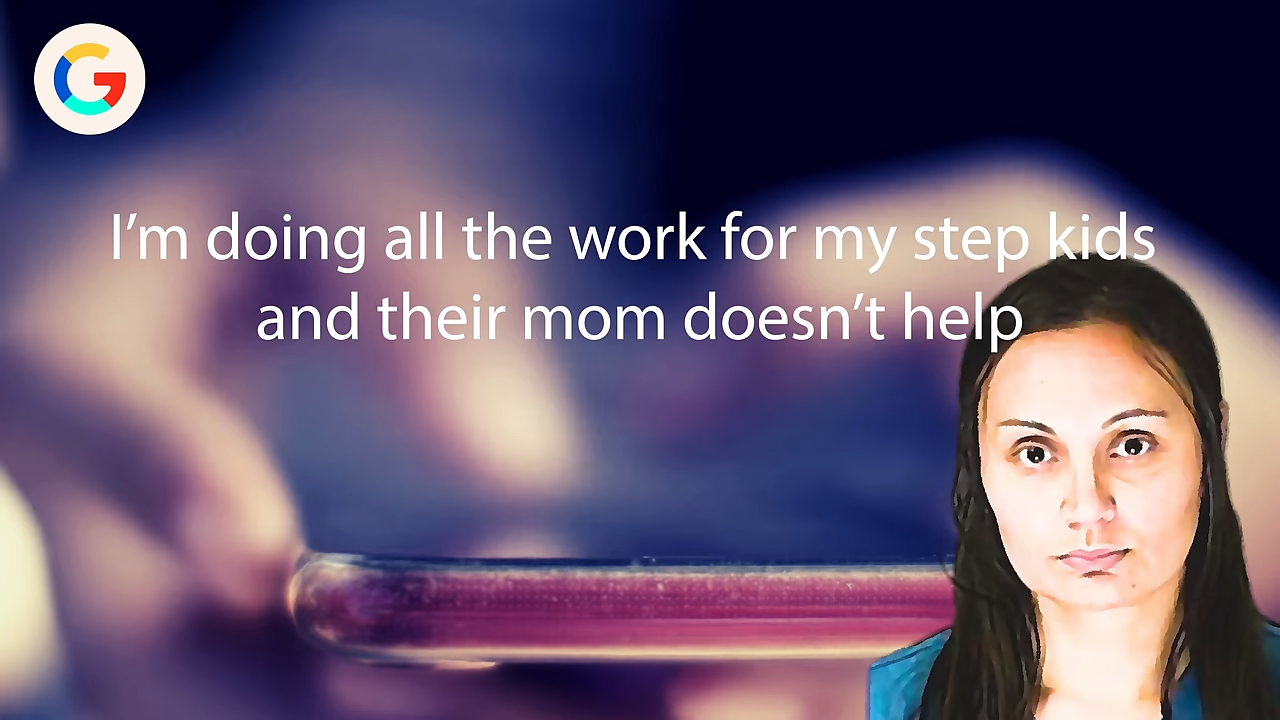 I’m doing all the work for my step kids
and their mom doesn’t help